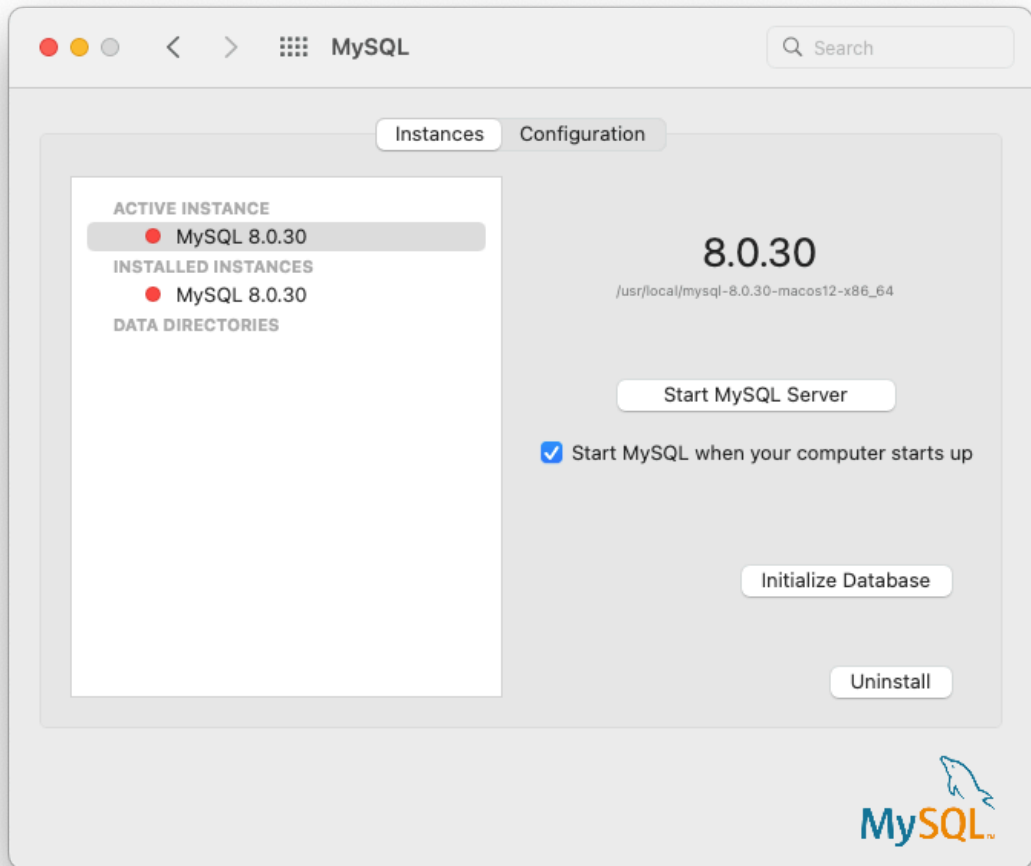 MySQL
Search
Instances
Configuration
ACTIVE INSTANCE
MySQL 8.0.30
INSTALLED INSTANCES
MySQL 8.0.30
DATA DIRECTORIES
8.0.30
/usr/local/mysql-8.0.30-macos12-x86_64
Start MySQL Server
Start MySQL when your computer starts up
Initialize Database
Uninstall
MySQL™